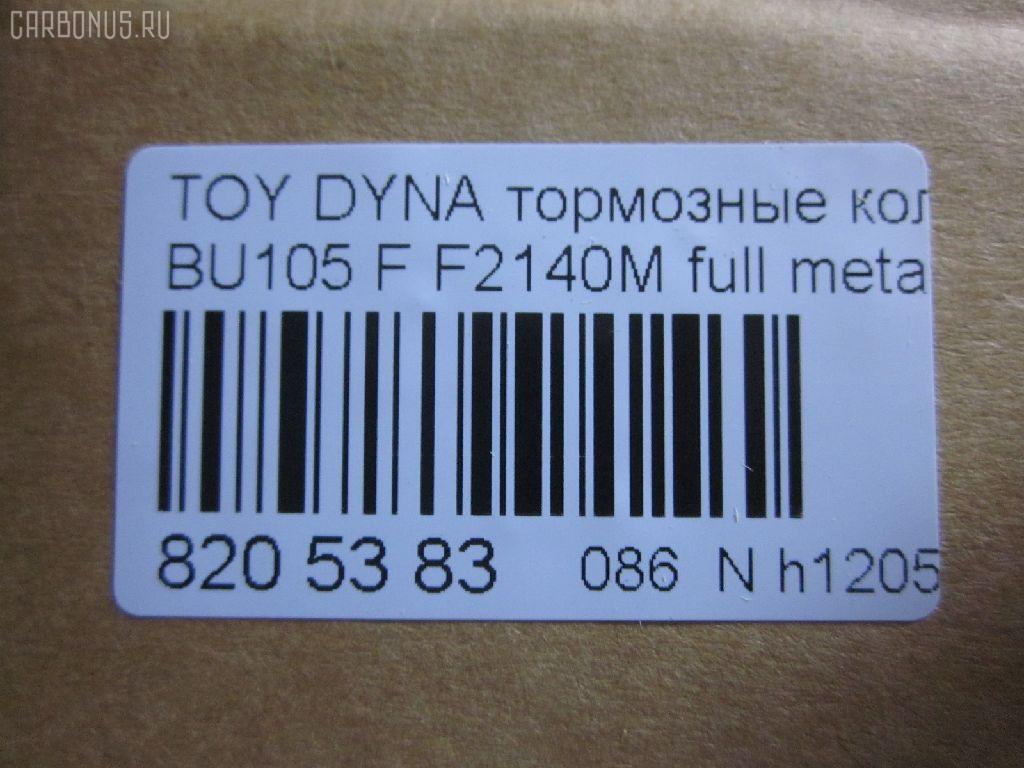 CARBONUS.RU
TOY DYNA тормозные кол
BU105 F F2140M full meta
820 53 83 086 N h1205